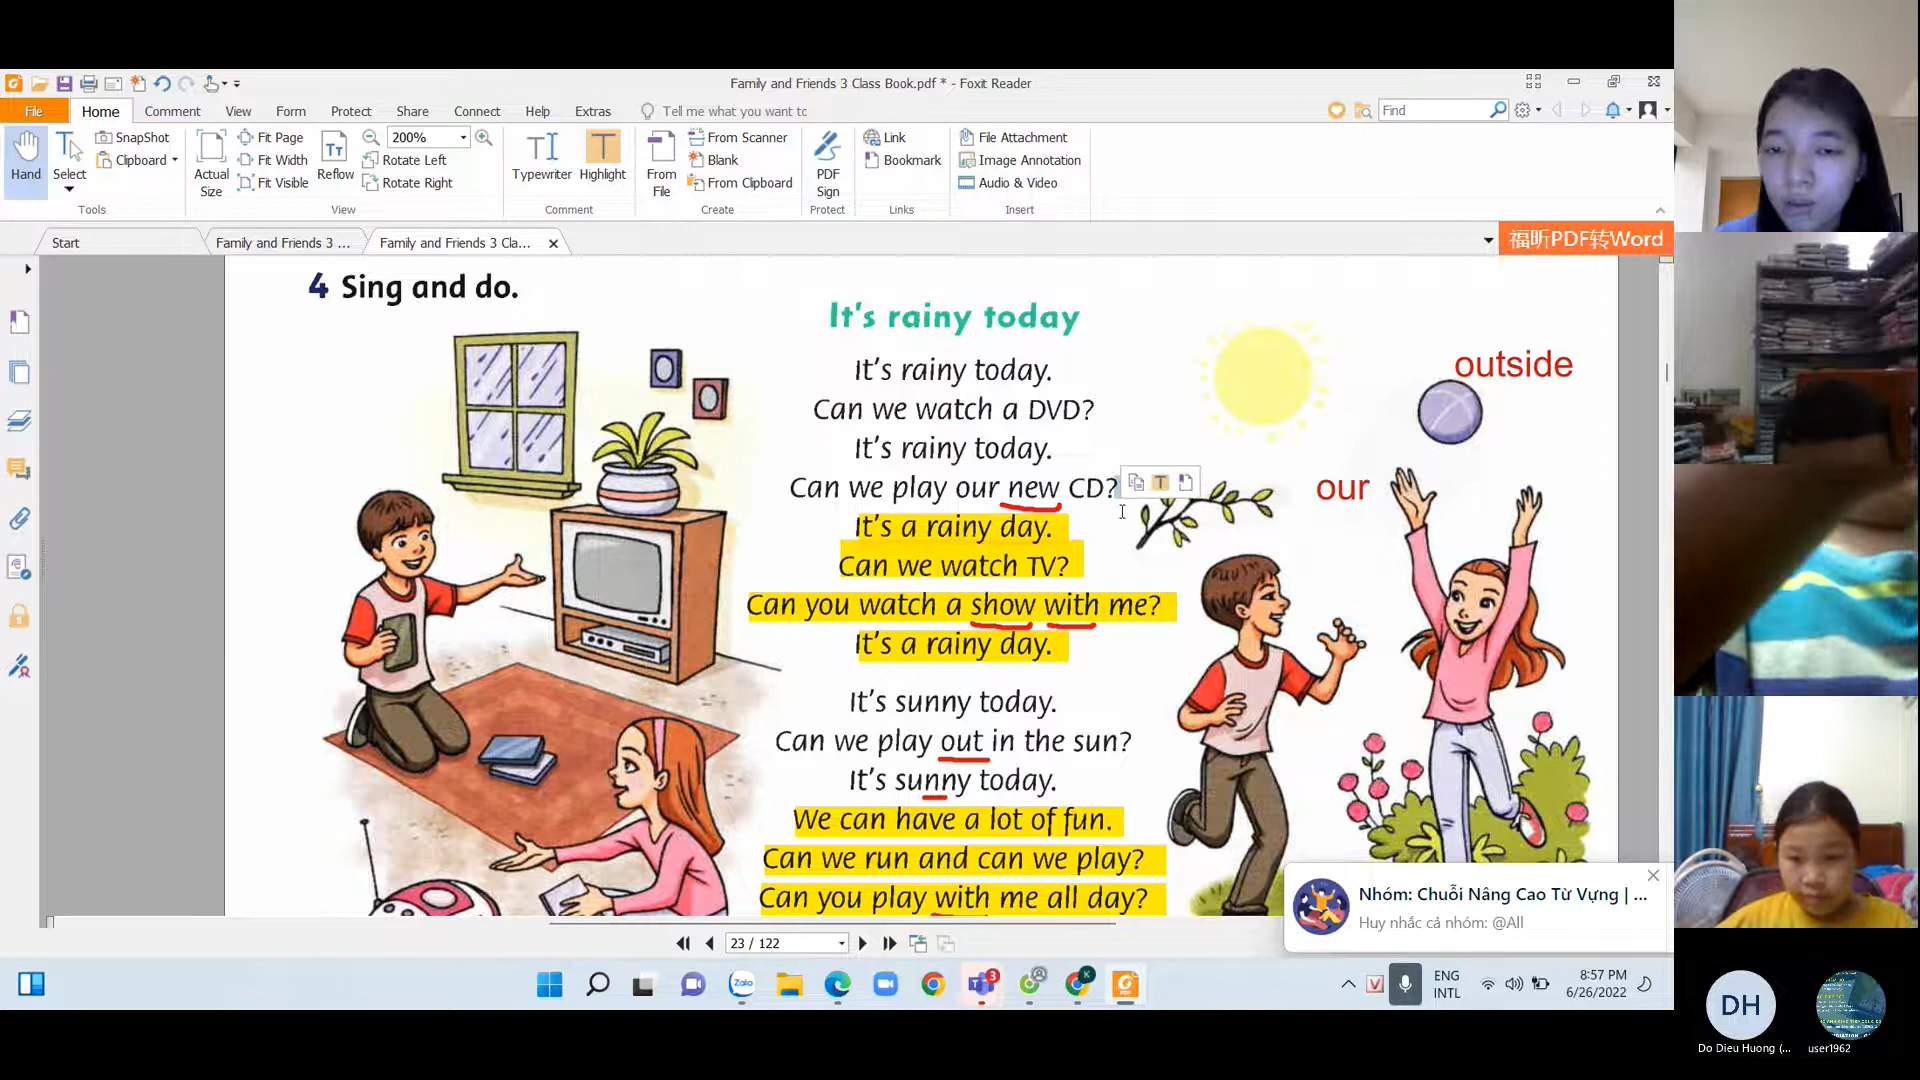 Family and Friends 3 Class Book.pdf * - Foxit Reader
File Home Comment View Form Protect Share Connect Help Extras Tell me what you want to Find
Hand
Select
SnapShot
Clipboard
Tools
Actual Size
Fit Page
Fit Width
Fit Visible
Reflow
200%
Rotate Left
Rotate Right
View
Typewriter
Highlight
Comment
From File
From Scanner
Blank
From Clipboard
Create
PDF Sign
Protect
Link
Bookmark
Links
File Attachment
Image Annotation
Audio & Video
Insert
Start
Family and Friends 3 ...
Family and Friends 3 Cla...
福昕PDF转Word
4 Sing and do.
It's rainy today
It's rainy today.
Can we watch a DVD?
It's rainy today.
Can we play our new CD?
It's a rainy day.
Can we watch TV?
Can you watch a show with me?
It's a rainy day.
It's sunny today.
Can we play out in the sun?
It's sunny today.
We can have a lot of fun.
Can we run and can we play?
Can you play with me all day?
outside
our
Nhóm: Chuỗi Nâng Cao Từ Vựng | ...
Huy nhắc cả nhóm: @All
23 / 122
Zalo
3
K
ENG
INTL
8:57 PM
6/26/2022
DH
Do Dieu Huong (...
user1962